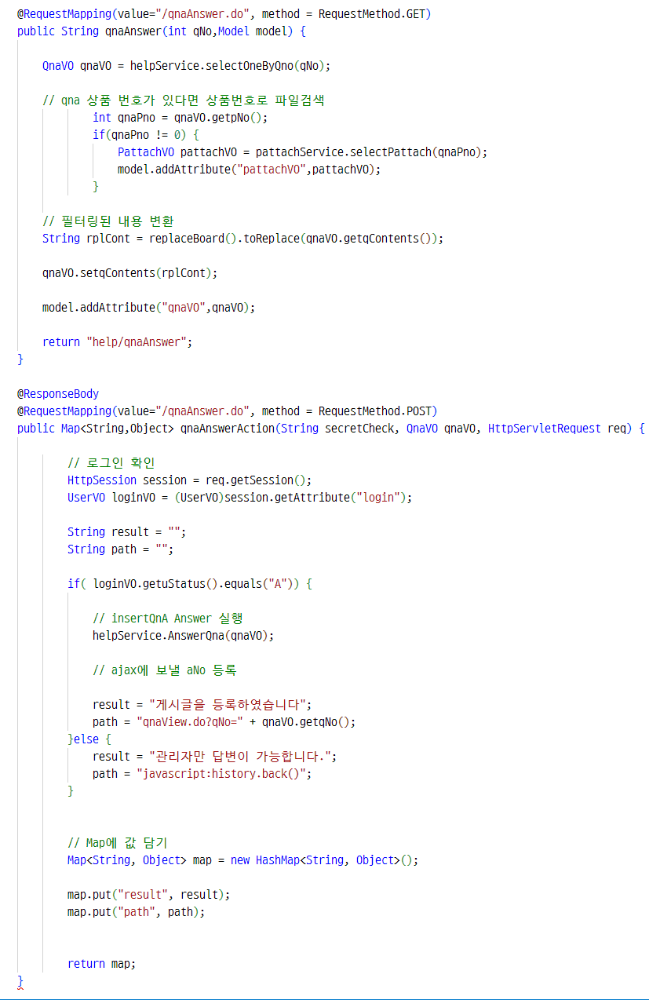 @RequestMapping(value="/qnaAnswer.do", method = RequestMethod.GET)
public String qnaAnswer(int qNo,Model model) {
QnaVO qnaVO = helpService.selectOneByQno(qNo);
// qna 상품 번호가 있다면 상품번호로 파일검색
int qnaPno = qnaVO.getpNo();
if(qnaPno != 0) {
PattachVO pattachVO = pattachService.selectPattach(qnaPno);
model.addAttribute("pattachVO",pattachVO);
}
// 필터링된 내용 변환
String rplCont = replaceBoard().toReplace(qnaVO.getqContents());
qnaVO.setqContents(rplCont);
model.addAttribute("qnaVO",qnaVO);
return "help/qnaAnswer";
}
@ResponseBody
@RequestMapping(value="/qnaAnswer.do", method = RequestMethod.POST)
public Map<String,Object> qnaAnswerAction(String secretCheck, QnaVO qnaVO, HttpServletRequest req) {
// 로그인 확인
HttpSession session = req.getSession();
UserVO loginVO = (UserVO)session.getAttribute("login");
String result = "";
String path = "";
if( loginVO.getuStatus().equals("A")) {
// insertQnA Answer 실행
helpService.AnswerQna(qnaVO);
// ajax에 보낼 aNo 등록
result = "게시글을 등록하였습니다";
path = "qnaView.do?qNo=" + qnaVO.getqNo();
}else {
result = "관리자만 답변이 가능합니다.";
path = "javascript:history.back()";
}
// Map에 값 담기
Map<String, Object> map = new HashMap<String, Object>();
map.put("result", result);
map.put("path", path);
return map;
}